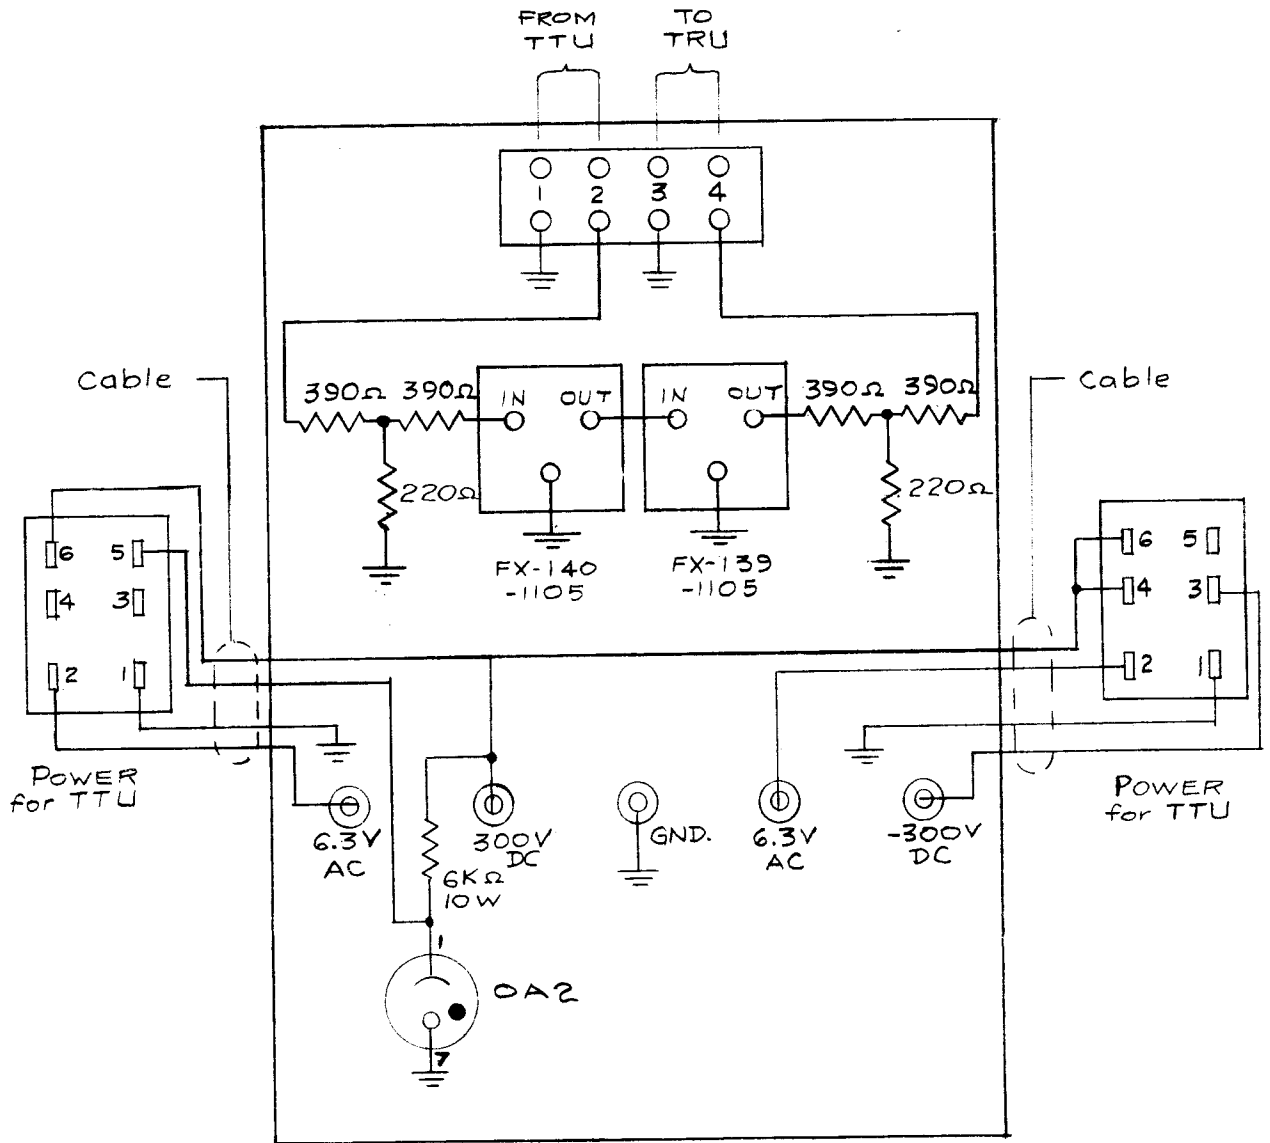 FROM
TTU
TO
TRU
1 2 3 4
Cable
390Ω 390Ω
IN OUT
IN OUT
390Ω 390Ω
Cable
220Ω
220Ω
FX-140
-1105
FX-139
-1105
6 5
4 3
2 1
6 5
4 3
2 1
POWER
for TTU
POWER
for TTU
6.3V
AC
300V
DC
GND.
6.3V
AC
-300V
DC
6KΩ
10W
1
OA2
7